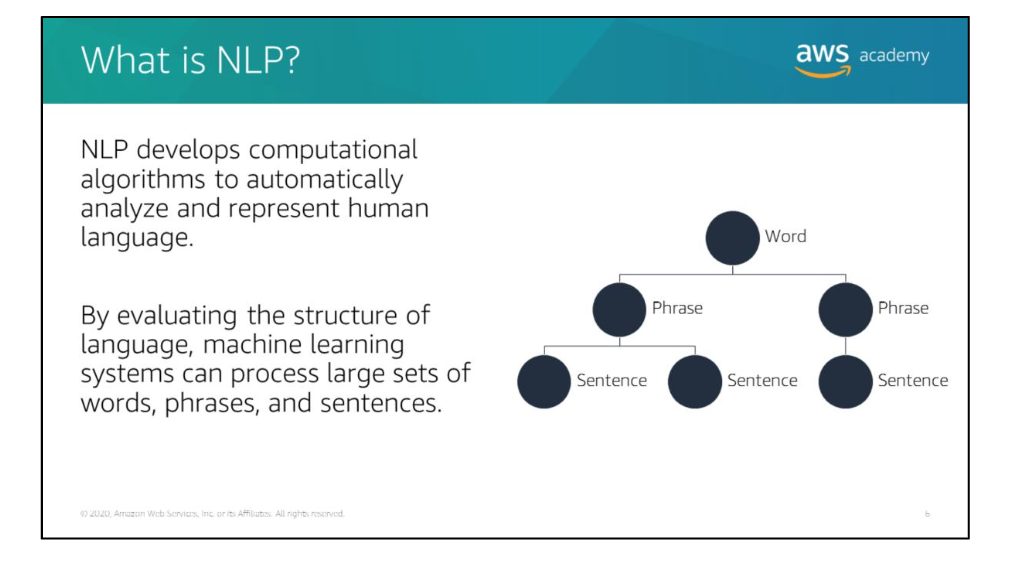 What is NLP?
aws academy
NLP develops computational
algorithms to automatically
analyze and represent human
language.
By evaluating the structure of
language, machine learning
systems can process large sets of
words, phrases, and sentences.
Word
Phrase
Phrase
Sentence
Sentence
Sentence
© 2020, Amazon Web Services, Inc. or its Affiliates. All rights reserved.
6